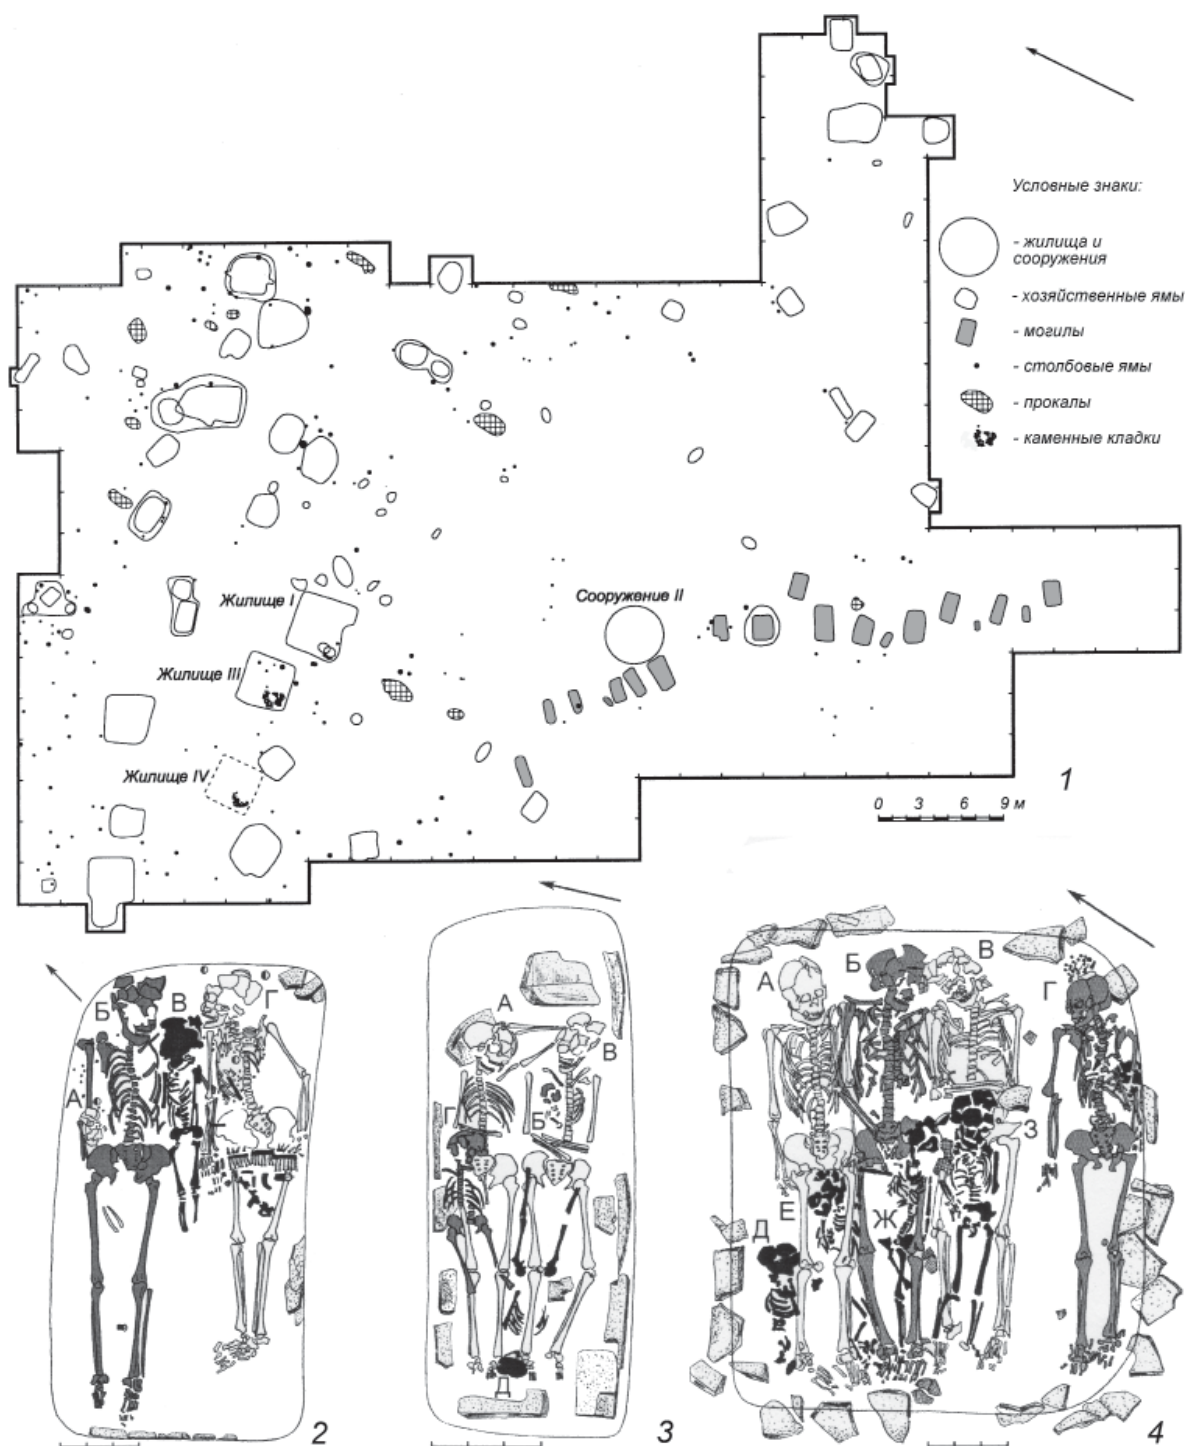 Условные знаки:
- жилища и
сооружения
- хозяйственные ямы
- могилы
- столбовые ямы
- прокалы
- каменные кладки
Жилище I
Сооружение II
Жилище III
Жилище IV
1
0 3 6 9 м
А
Б
В
Г
2
А
В
Г
Б
3
А
Б
В
Г
З
Е
Ж
Д
4